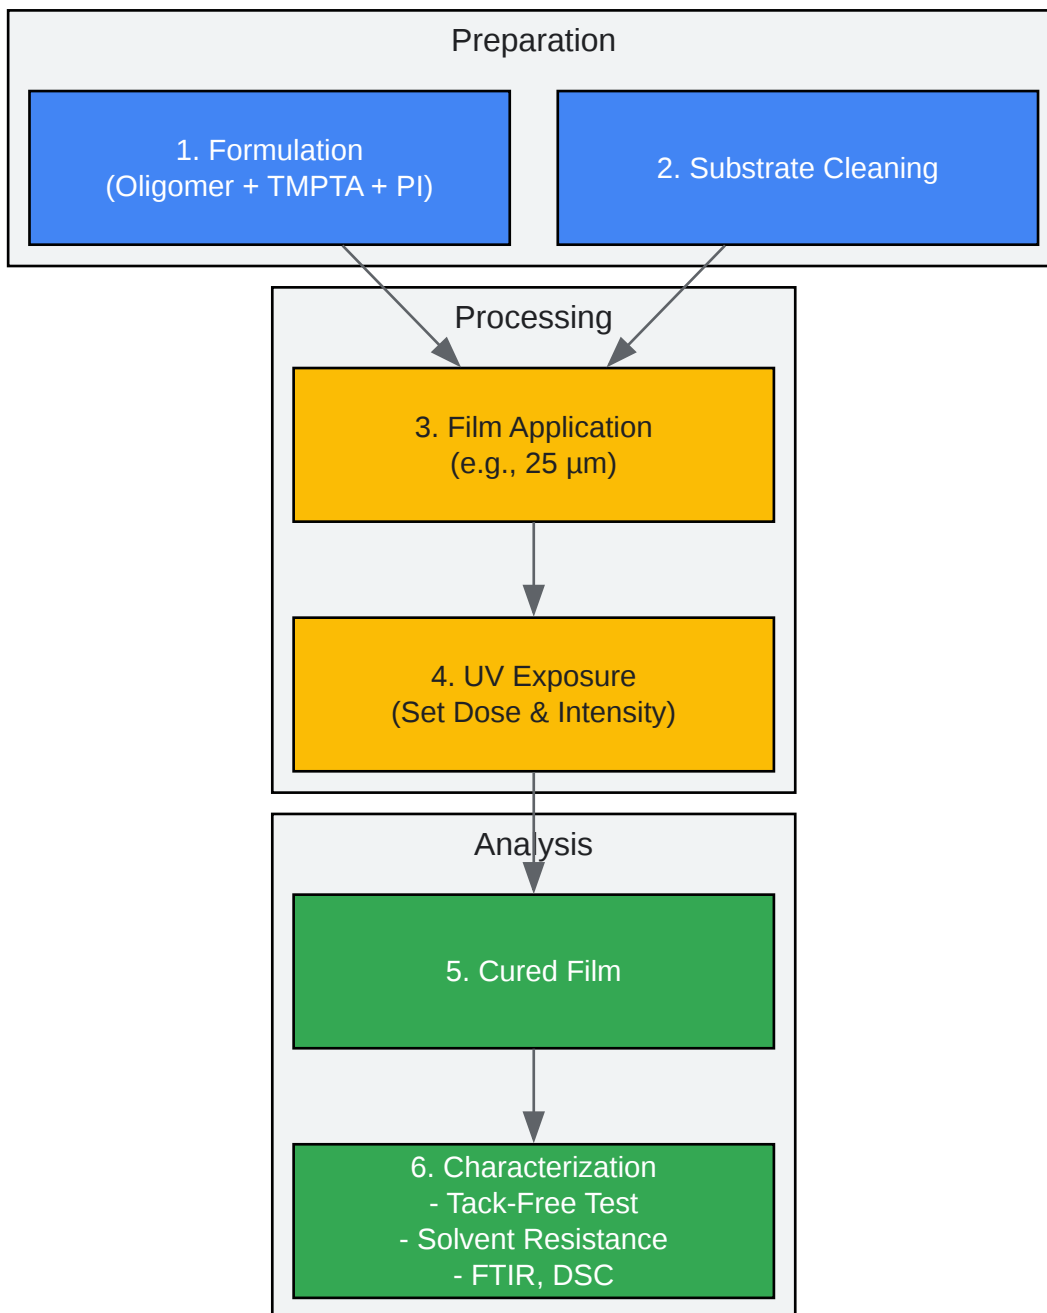 Preparation
1. Formulation
(Oligomer + TMPTA + PI)
2. Substrate Cleaning
Processing
3. Film Application
(e.g., 25 µm)
4. UV Exposure
(Set Dose & Intensity)
Analysis
5. Cured Film
6. Characterization
- Tack-Free Test
- Solvent Resistance
- FTIR, DSC